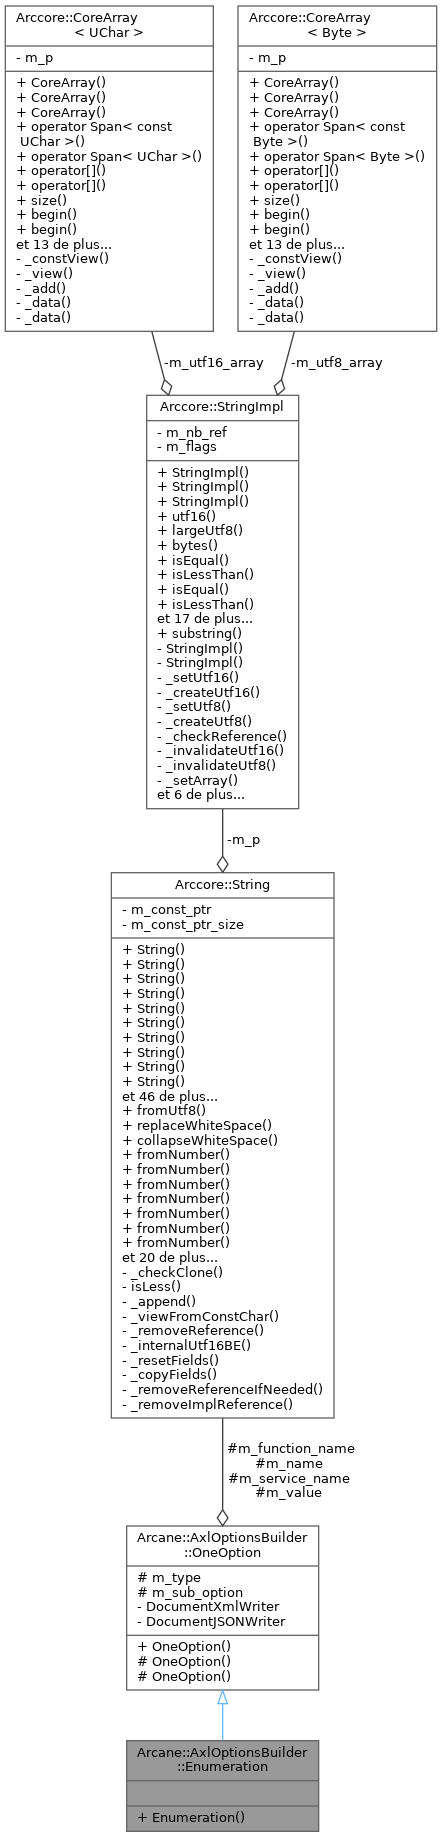 Arccore::CoreArray
< UChar >
- m_p
+ CoreArray()
+ CoreArray()
+ CoreArray()
+ operator Span< const
UChar >()
+ operator Span< UChar >()
+ operator[]()
+ operator[]()
+ size()
+ begin()
+ begin()
et 13 de plus...
- _constView()
- _view()
- _add()
- _data()
- _data()
Arccore::CoreArray
< Byte >
- m_p
+ CoreArray()
+ CoreArray()
+ CoreArray()
+ operator Span< const
Byte >()
+ operator Span< Byte >()
+ operator[]()
+ operator[]()
+ size()
+ begin()
+ begin()
et 13 de plus...
- _constView()
- _view()
- _add()
- _data()
- _data()
-m_utf16_array
-m_utf8_array
Arccore::StringImpl
- m_nb_ref
- m_flags
+ StringImpl()
+ StringImpl()
+ StringImpl()
+ utf16()
+ largeUtf8()
+ bytes()
+ isEqual()
+ isLessThan()
+ isEqual()
+ isLessThan()
et 17 de plus...
+ substring()
- StringImpl()
- StringImpl()
- _setUtf16()
- _createUtf16()
- _setUtf8()
- _createUtf8()
- _checkReference()
- _invalidateUtf16()
- _invalidateUtf8()
- _setArray()
et 6 de plus...
-m_p
Arccore::String
- m_const_ptr
- m_const_ptr_size
+ String()
+ String()
+ String()
+ String()
+ String()
+ String()
+ String()
+ String()
+ String()
+ String()
et 46 de plus...
+ fromUtf8()
+ replaceWhiteSpace()
+ collapseWhiteSpace()
+ fromNumber()
+ fromNumber()
+ fromNumber()
+ fromNumber()
+ fromNumber()
+ fromNumber()
+ fromNumber()
et 20 de plus...
- _checkClone()
- isLess()
- _append()
- _viewFromConstChar()
- _removeReference()
- _internalUtf16BE()
- _resetFields()
- _copyFields()
- _removeReferenceIfNeeded()
- _removeImplReference()
#m_function_name
#m_name
#m_service_name
#m_value
Arcane::AxlOptionsBuilder
::OneOption
# m_type
# m_sub_option
- DocumentXmlWriter
- DocumentJSONWriter
+ OneOption()
# OneOption()
# OneOption()
Arcane::AxlOptionsBuilder
::Enumeration
+ Enumeration()